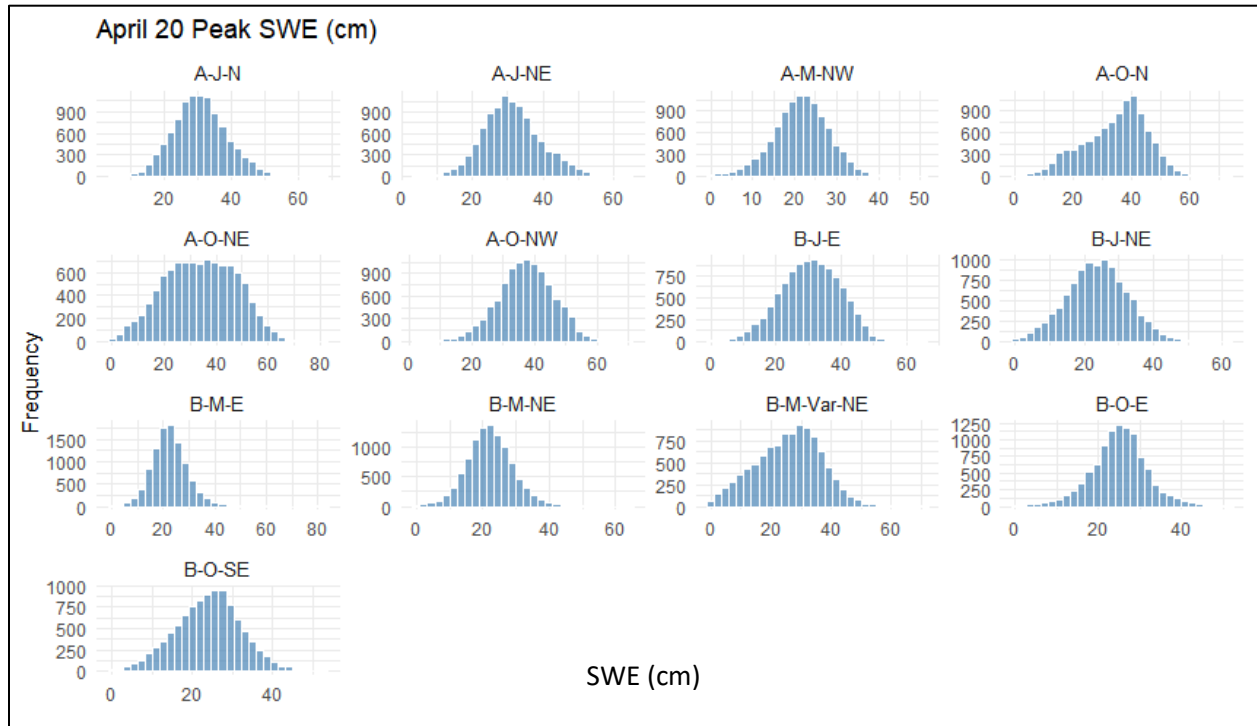 April 20 Peak SWE (cm)
A-J-N A-J-NE A-M-NW A-O-N
900 900 900 900
600 600 600 600
300 300 300 300
0 0 0 0
20 40 60 0 20 40 60 0 10 20 30 40 50 0 20 40 60
A-O-NE A-O-NW B-J-E B-J-NE
600 900 750 1000
400 600 500 750
200 300 250 500
0 0 0 250
0
0 20 40 60 80 0 20 40 60 80 0 20 40 60 0 20 40 60
B-M-E B-M-NE B-M-Var-NE B-O-E
1500 1000 750 1250
1000 500 500 1000
500 0 250 750
0 0 500
250
0
0 20 40 60 80 0 20 40 60 0 20 40 60 0 20 40
B-O-SE
1000
750
500
250
0
0 20 40
Frequency
SWE (cm)